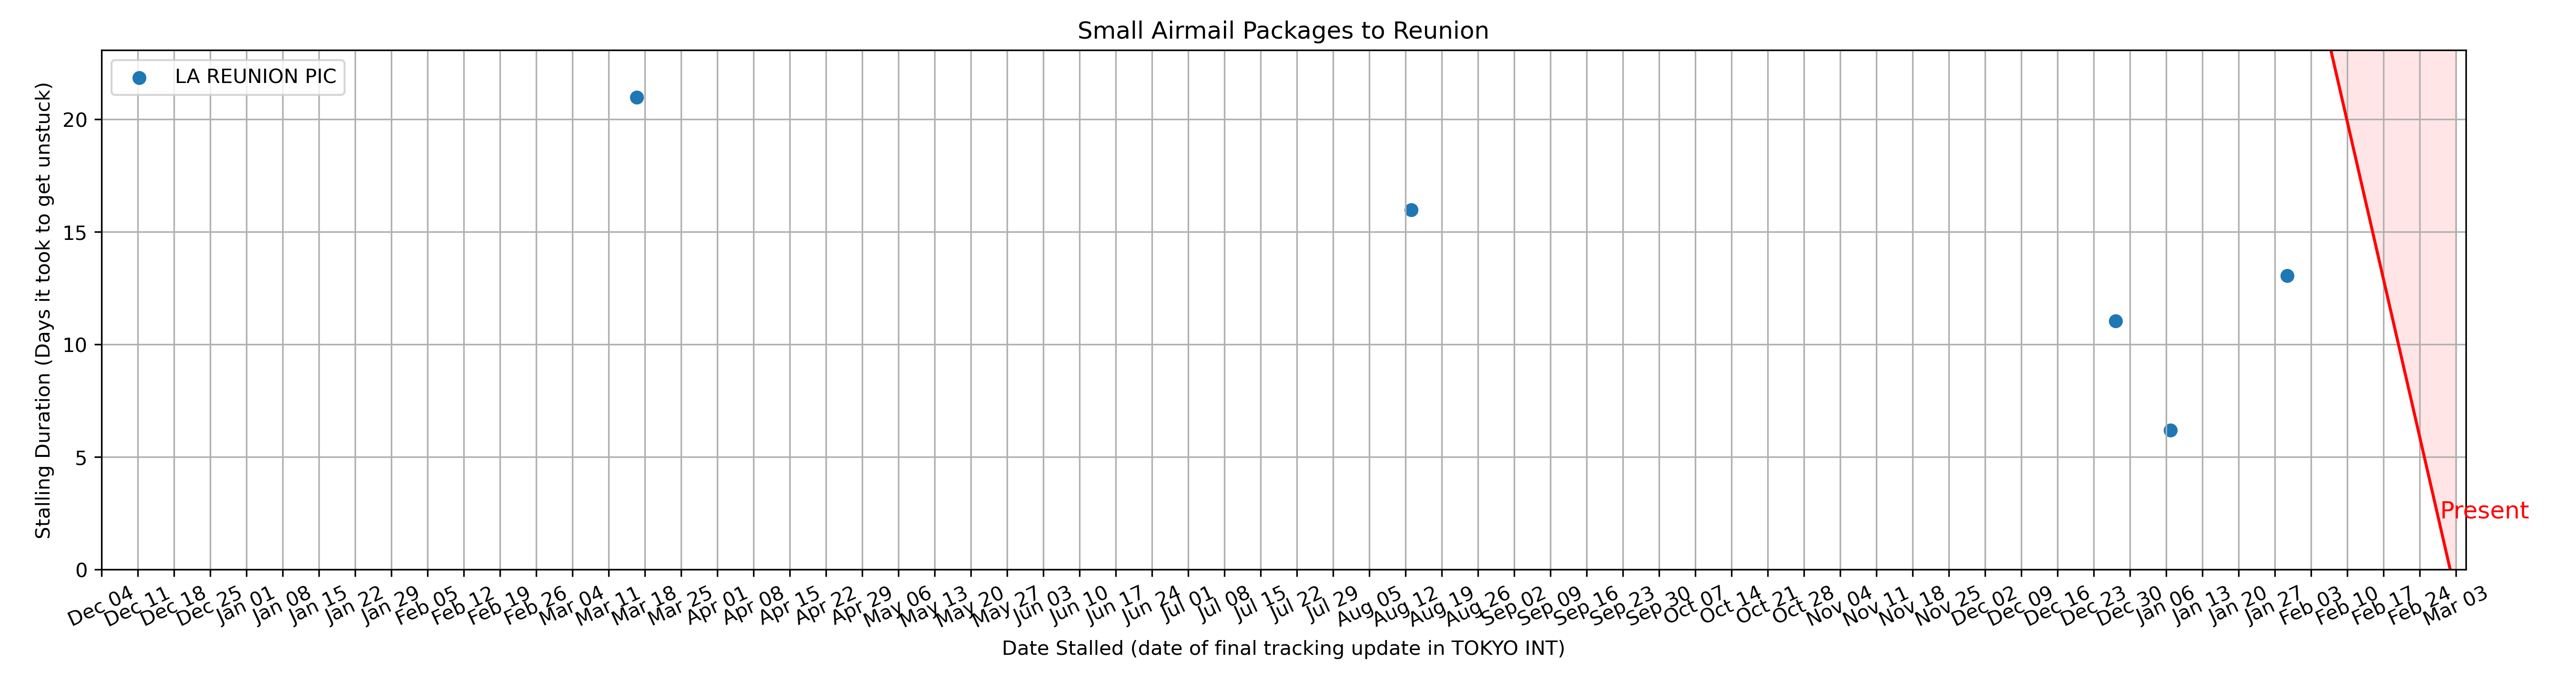 Small Airmail Packages to Reunion
LA REUNION PIC
Stalling Duration (Days it took to get unstuck)
20
15
10
5
0
Present
Dec 04 Dec 11 Dec 18 Dec 25 Jan 01 Jan 08 Jan 15 Jan 22 Jan 29 Feb 05 Feb 12 Feb 19 Feb 26 Mar 04 Mar 11 Mar 18 Mar 25 Apr 01 Apr 08 Apr 15 Apr 22 Apr 29 May 06 May 13 May 20 May 27 Jun 03 Jun 10 Jun 17 Jun 24 Jul 01 Jul 08 Jul 15 Jul 22 Jul 29 Aug 05 Aug 12 Aug 19 Aug 26 Sep 02 Sep 09 Sep 16 Sep 23 Sep 30 Oct 07 Oct 14 Oct 21 Oct 28 Nov 04 Nov 11 Nov 18 Nov 25 Dec 02 Dec 09 Dec 16 Dec 23 Dec 30 Jan 06 Jan 13 Jan 20 Jan 27 Feb 03 Feb 10 Feb 17 Feb 24 Mar 03
Date Stalled (date of final tracking update in TOKYO INT)